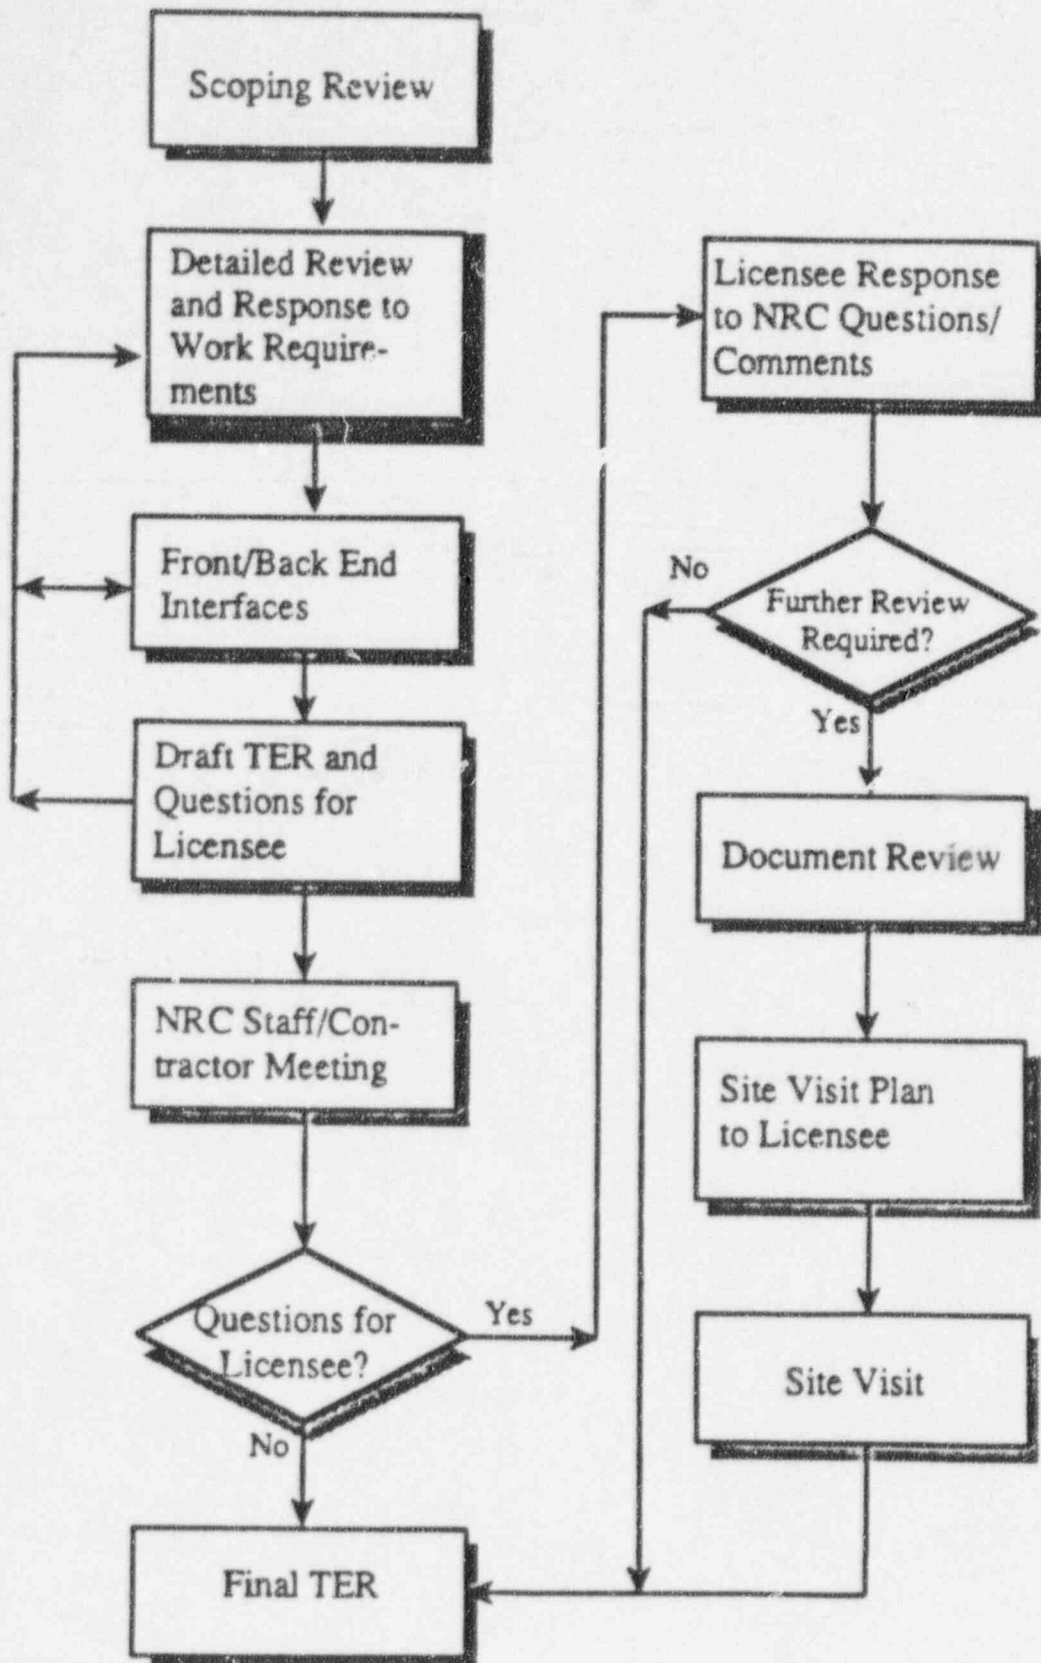 Scoping Review
Detailed Review
and Response to
Work Require-
ments
Front/Back End
Interfaces
Draft TER and
Questions for
Licensee
NRC Staff/Con-
tractor Meeting
Questions for
Licensee?
Yes
No
Final TER
Licensee Response
to NRC Questions/
Comments
Further Review
Required?
No
Yes
Document Review
Site Visit Plan
to Licensee
Site Visit